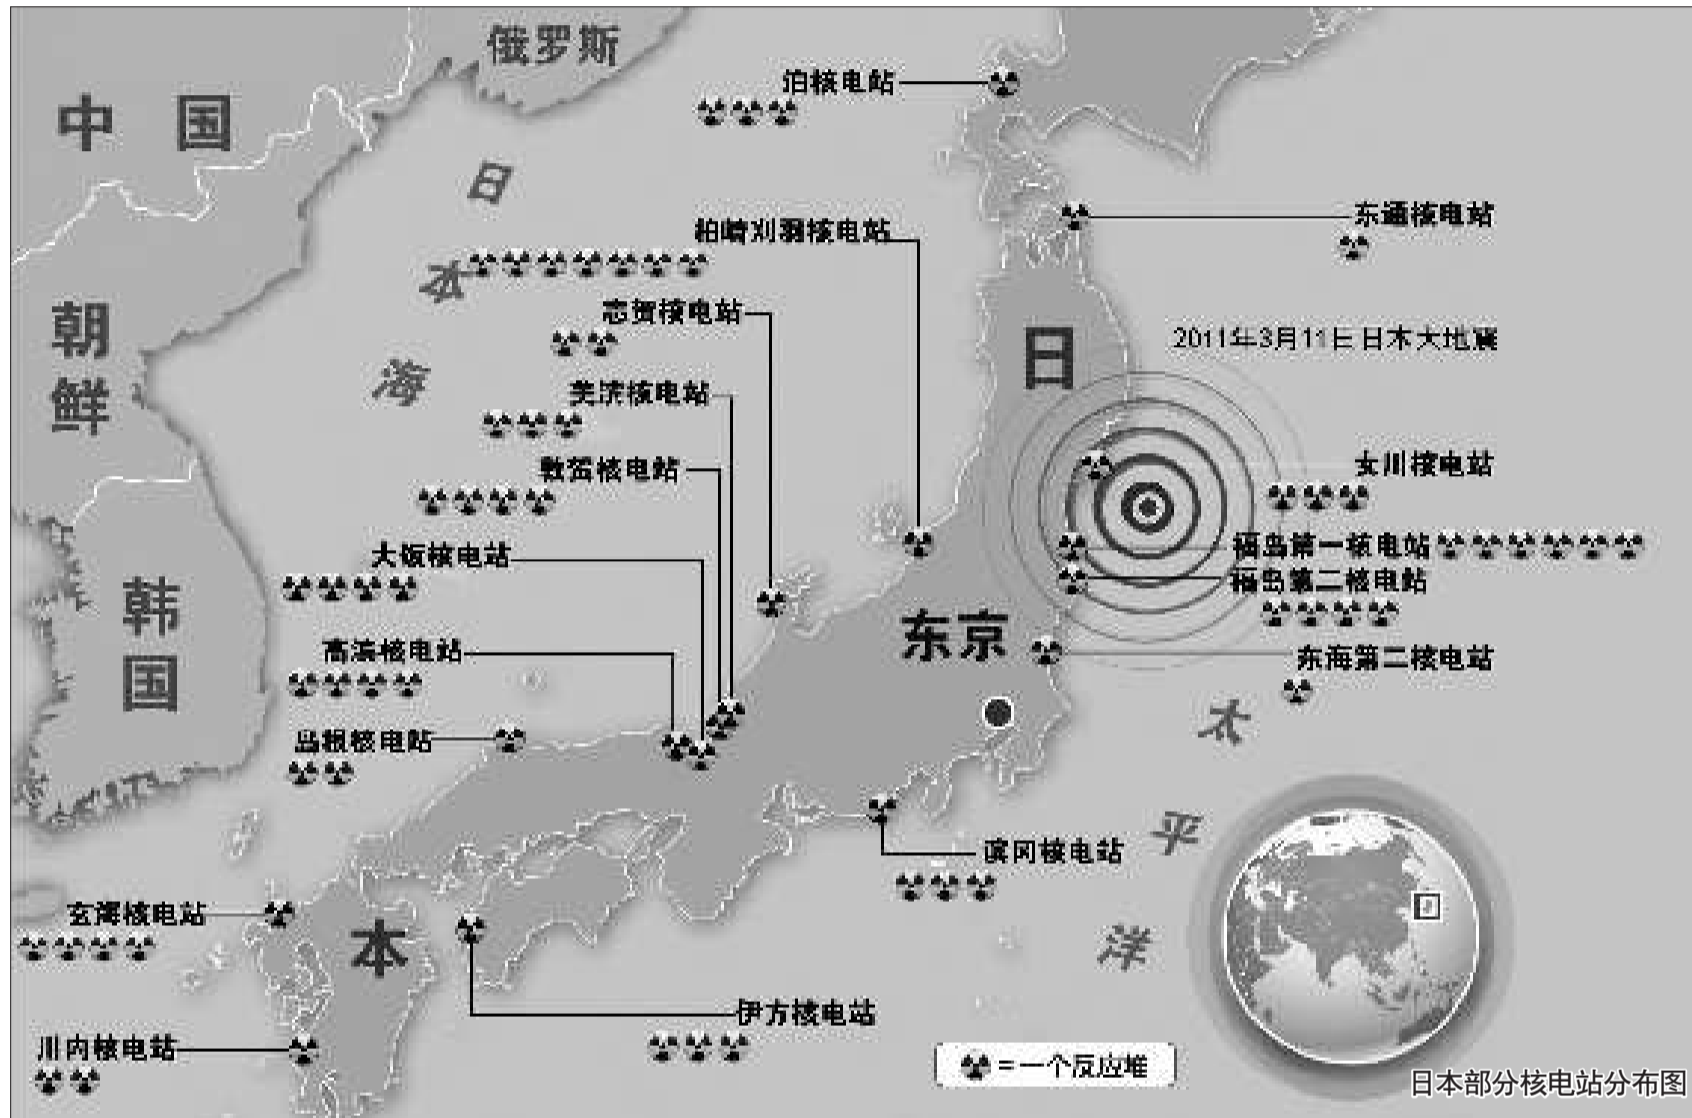 俄罗斯
中国
泊核电站
日本海
东通核电站
柏崎刈羽核电站
朝鲜
志贺核电站
日本
2011年3月11日日本大地震
美滨核电站
女川核电站
敦贺核电站
福岛第一核电站
大饭核电站
福岛第二核电站
韩国
东京
高滨核电站
东海第二核电站
岛根核电站
太平洋
滨冈核电站
玄海核电站
伊方核电站
川内核电站
=一个反应堆
日本部分核电站分布图